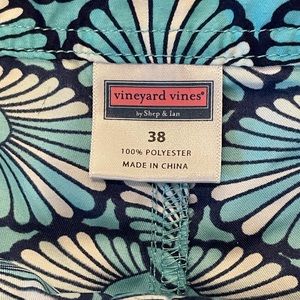 vineyard vines®
by Shep & Ian
38
100% POLYESTER
MADE IN CHINA